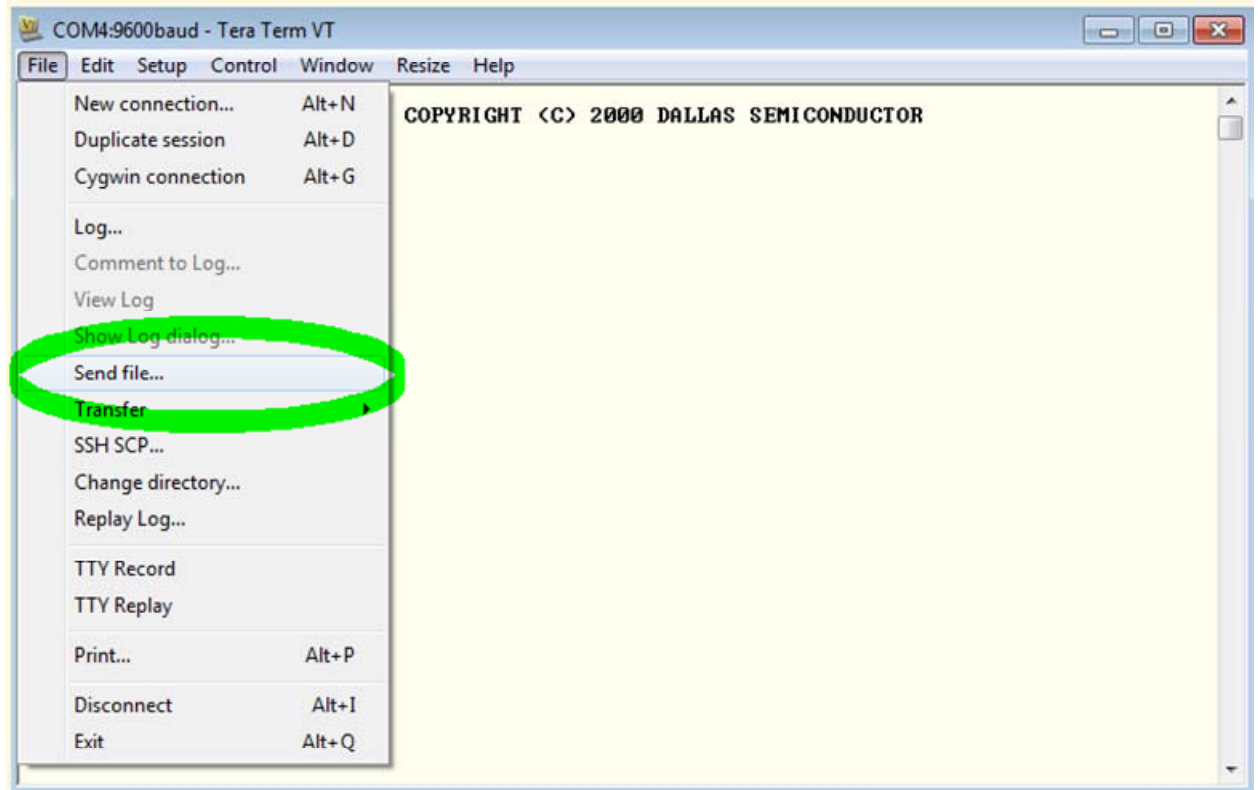 COM4:9600baud - Tera Term VT
File Edit Setup Control Window Resize Help
New connection... Alt+N
COPYRIGHT (C) 2000 DALLAS SEMICONDUCTOR
Duplicate session Alt+D
Cygwin connection Alt+G
Log...
Comment to Log...
View Log
Show Log dialog...
Send file...
Transfer
SSH SCP...
Change directory...
Replay Log...
TTY Record
TTY Replay
Print... Alt+P
Disconnect Alt+I
Exit Alt+Q